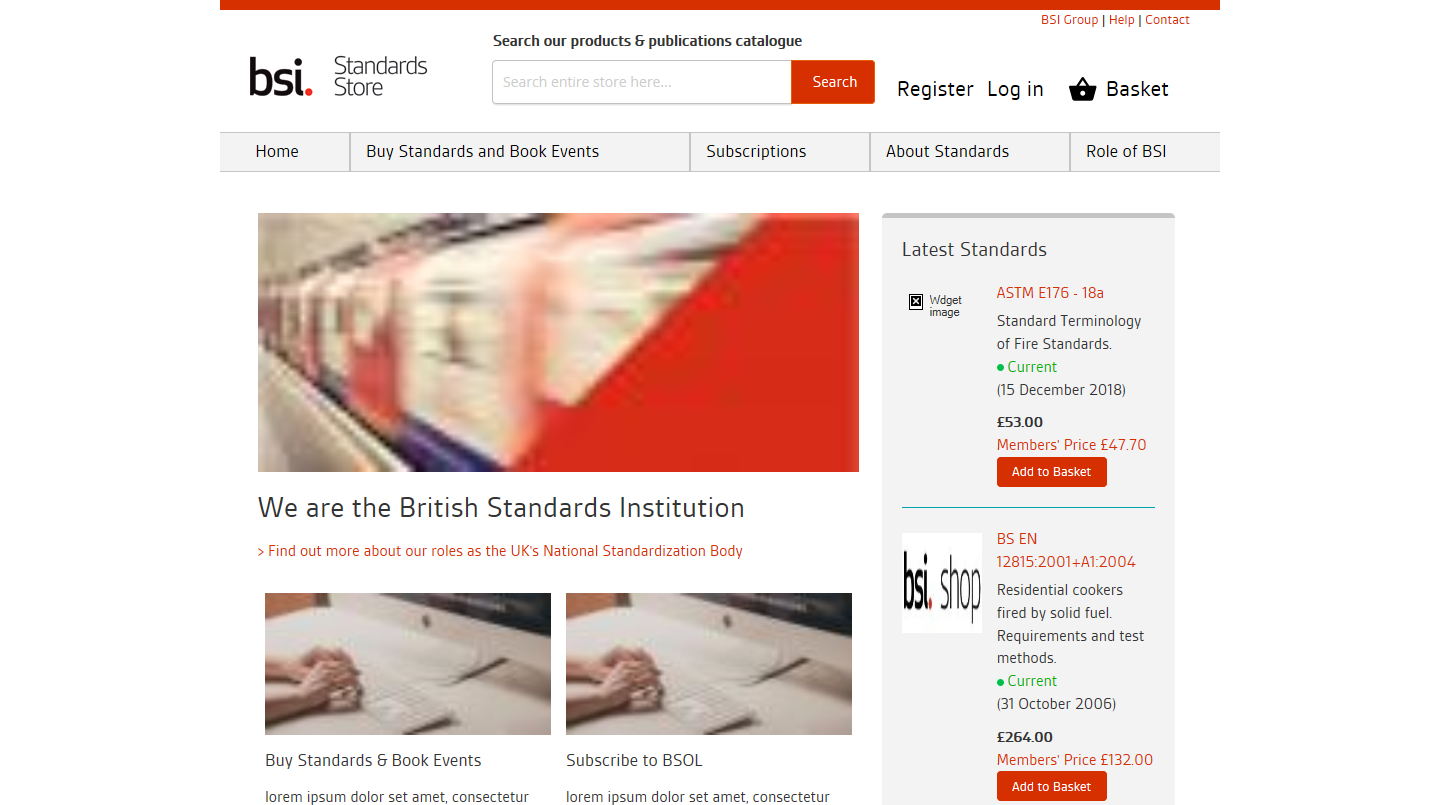 BSI Group | Help | Contact
Search our products & publications catalogue
bsi. Standards
Store
Search entire store here...
Search
Register
Log in
Basket
Home
Buy Standards and Book Events
Subscriptions
About Standards
Role of BSI
We are the British Standards Institution
> Find out more about our roles as the UK's National Standardization Body
Buy Standards & Book Events
lorem ipsum dolor set amet, consectetur
Subscribe to BSOL
lorem ipsum dolor set amet, consectetur
Latest Standards
Wdget
image
ASTM E176 - 18a
Standard Terminology
of Fire Standards.
Current
(15 December 2018)
£53.00
Members' Price £47.70
Add to Basket
bsi. shop
BS EN
12815:2001+A1:2004
Residential cookers
fired by solid fuel.
Requirements and test
methods.
Current
(31 October 2006)
£264.00
Members' Price £132.00
Add to Basket